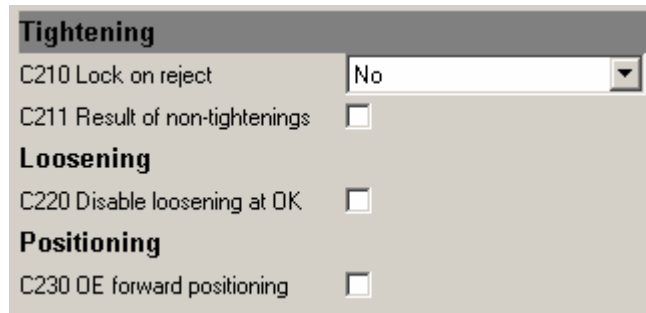 Tightening
C210 Lock on reject No
C211 Result of non-tightenings
Loosening
C220 Disable loosening at OK
Positioning
C230 OE forward positioning